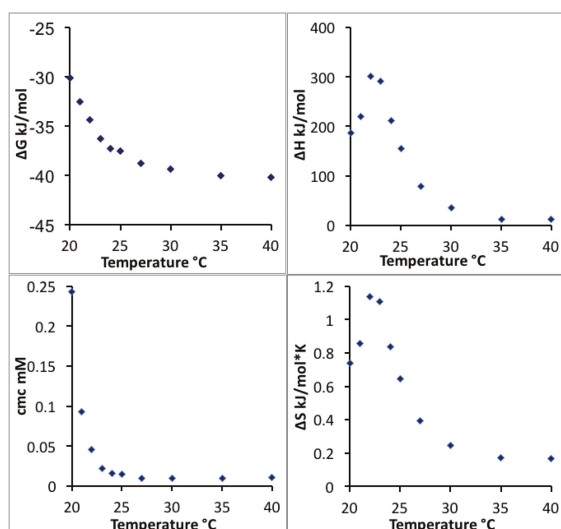 -25
-30
-35
-40
-45
ΔG kJ/mol
20 25 30 35 40
Temperature °C
400
300
200
100
0
ΔH kJ/mol
20 25 30 35 40
Temperature °C
0.25
0.2
0.15
0.1
0.05
0
cmc mM
20 25 30 35 40
Temperature °C
1.2
1
0.8
0.6
0.4
0.2
0
ΔS kJ/mol*K
20 25 30 35 40
Temperature °C